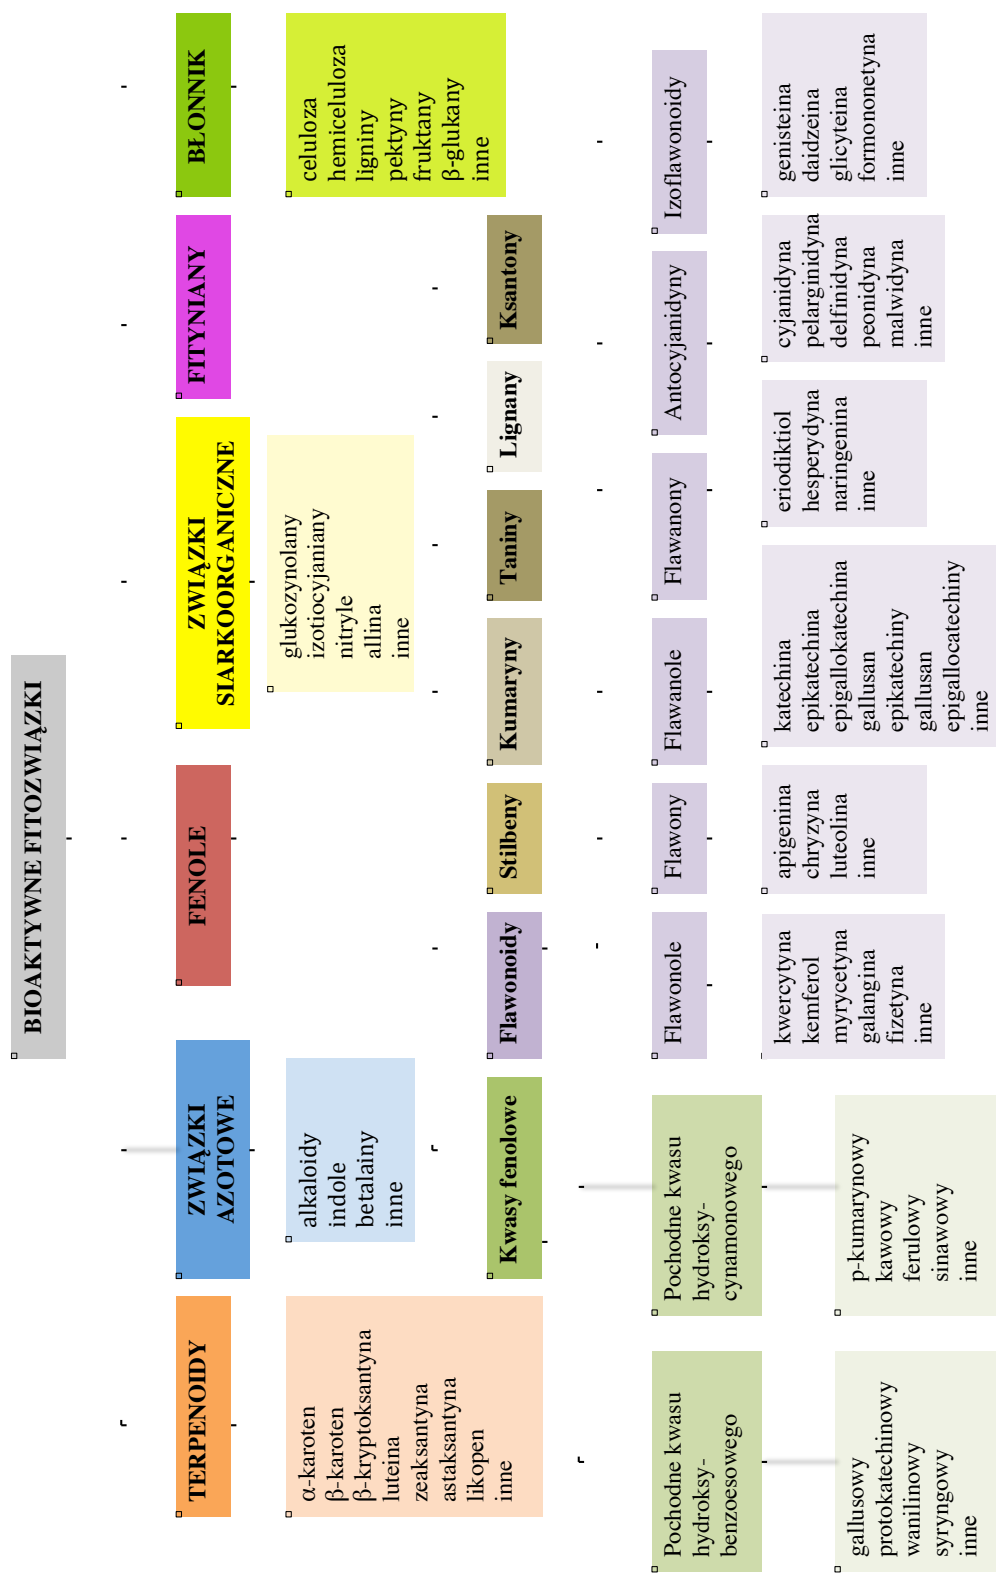 BIOAKTYWNE FITOZWIĄZKI
TERPENOIDY
ZWIĄZKI
AZOTOWE
FENOLE
ZWIĄZKI
SIARKOORGANICZNE
FITYNIANY
BŁONNIK
α-karoten
β-karoten
β-kryptoksantyna
luteina
zeaksantyna
astaksantyna
likopen
inne
alkaloidy
indole
betalainy
inne
glukozynolany
izotiocyjaniany
nitryle
allina
inne
celuloza
hemiceluloza
ligniny
pektyny
fruktany
β-glukany
inne
Kwasy fenolowe
Flawonoidy
Stilbeny
Kumaryny
Taniny
Lignany
Ksantony
Pochodne kwasu
hydroksy-
benzoesowego
Pochodne kwasu
hydroksy-
cynamonowego
Flawonole
Flawony
Flawanole
Flawanony
Antocyjanidyny
Izoflawonoidy
gallusowy
protokatechinowy
wanilinowy
syryngowy
inne
p-kumarynowy
kawowy
ferulowy
sinawowy
inne
kwercytyna
kemferol
myrycetyna
galangina
fizetyna
inne
apigenina
chryzyna
luteolina
inne
katechina
epikatechina
epigallokatechina
gallusan
epikatechiny
gallusan
epigallocatechiny
inne
eriodiktiol
hesperydyna
naringenina
inne
cyjanidyna
pelarginidyna
delfinidyna
peonidyna
malwidyna
inne
genisteina
daidzeina
glicyteina
formononetyna
inne